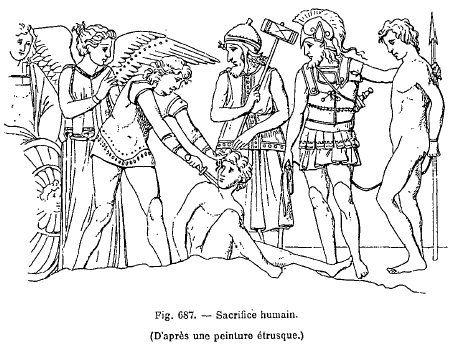 Fig. 687. — Sacrifice humain.
(D'après une peinture étrusque.)